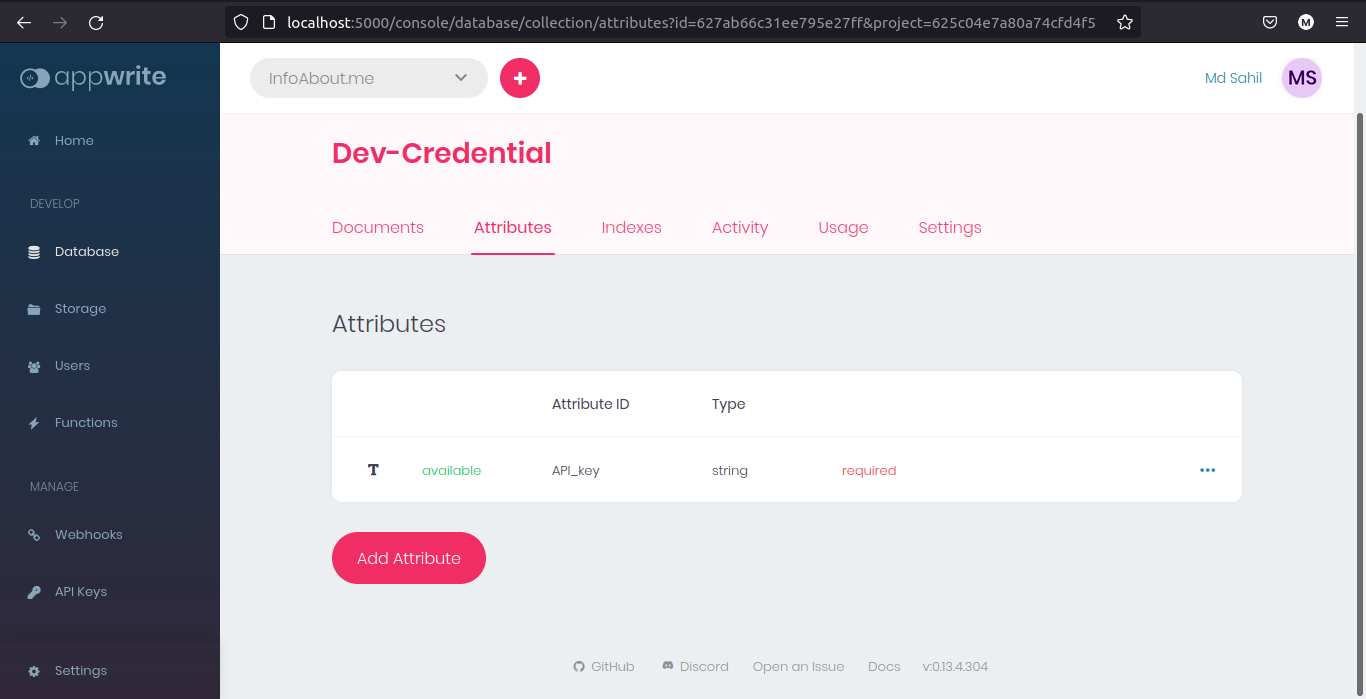 localhost:5000/console/database/collection/attributes?id=627ab66c31ee795e27ff&project=625c04e7a80a74cfd4f5
M
appwrite
InfoAbout.me
+
Md Sahil
MS
Home
DEVELOP
Database
Storage
Users
Functions
MANAGE
Webhooks
API Keys
Settings
Dev-Credential
Documents Attributes Indexes Activity Usage Settings
Attributes
Attribute ID Type
T available API_key string required
Add Attribute
GitHub Discord Open an Issue Docs v:0.13.4.304